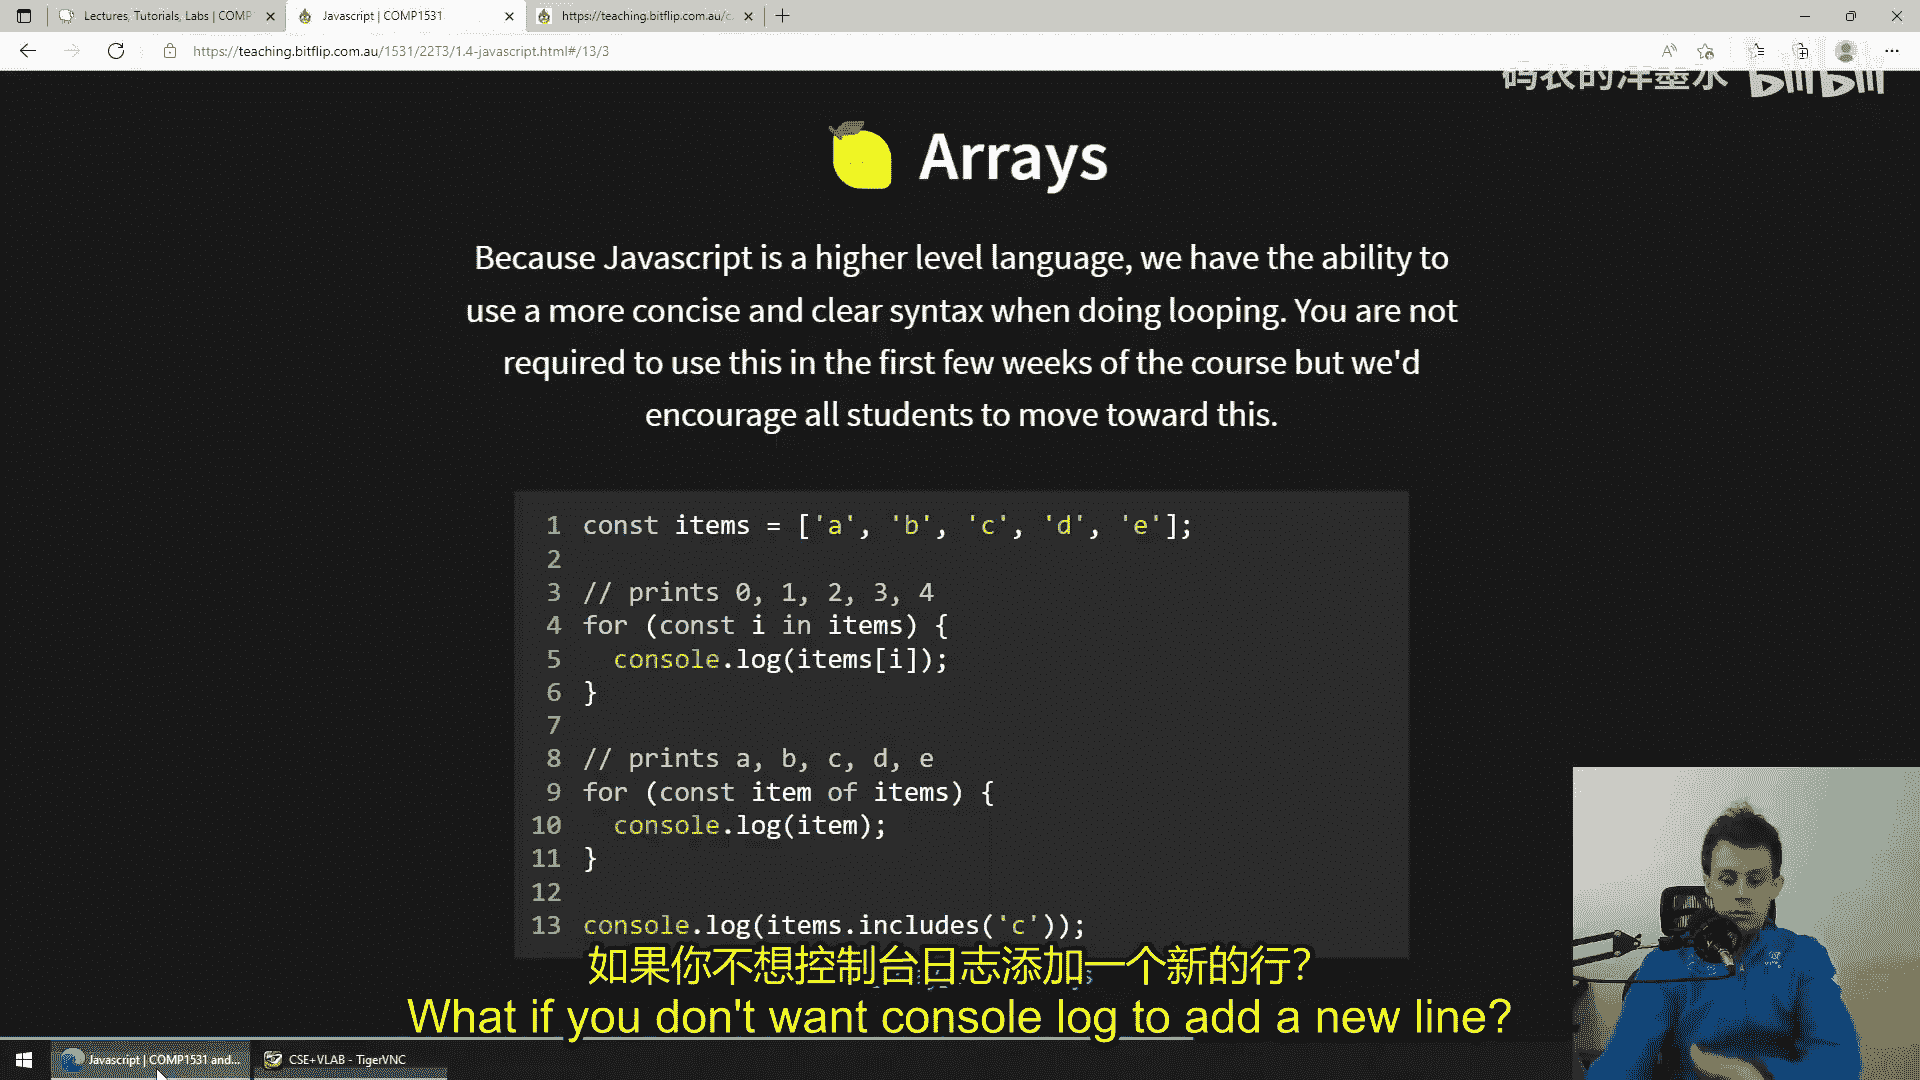 Lectures, Tutorials, Labs | COMP
Javascript | COMP1531
https://teaching.bitflip.com.au/c
https://teaching.bitflip.com.au/1531/22T3/1.4-javascript.html#/13/3
码农的洋墨水 bilibili
Arrays
Because Javascript is a higher level language, we have the ability to
use a more concise and clear syntax when doing looping. You are not
required to use this in the first few weeks of the course but we'd
encourage all students to move toward this.
1 const items = ['a', 'b', 'c', 'd', 'e'];
2
3 // prints 0, 1, 2, 3, 4
4 for (const i in items) {
5 console.log(items[i]);
6 }
7
8 // prints a, b, c, d, e
9 for (const item of items) {
10 console.log(item);
11 }
12
13 console.log(items.includes('c'));
如果你不想控制台日志添加一个新的行?
What if you don't want console log to add a new line?
Javascript | COMP1531 and...
CSE+VLAB - TigerVNC